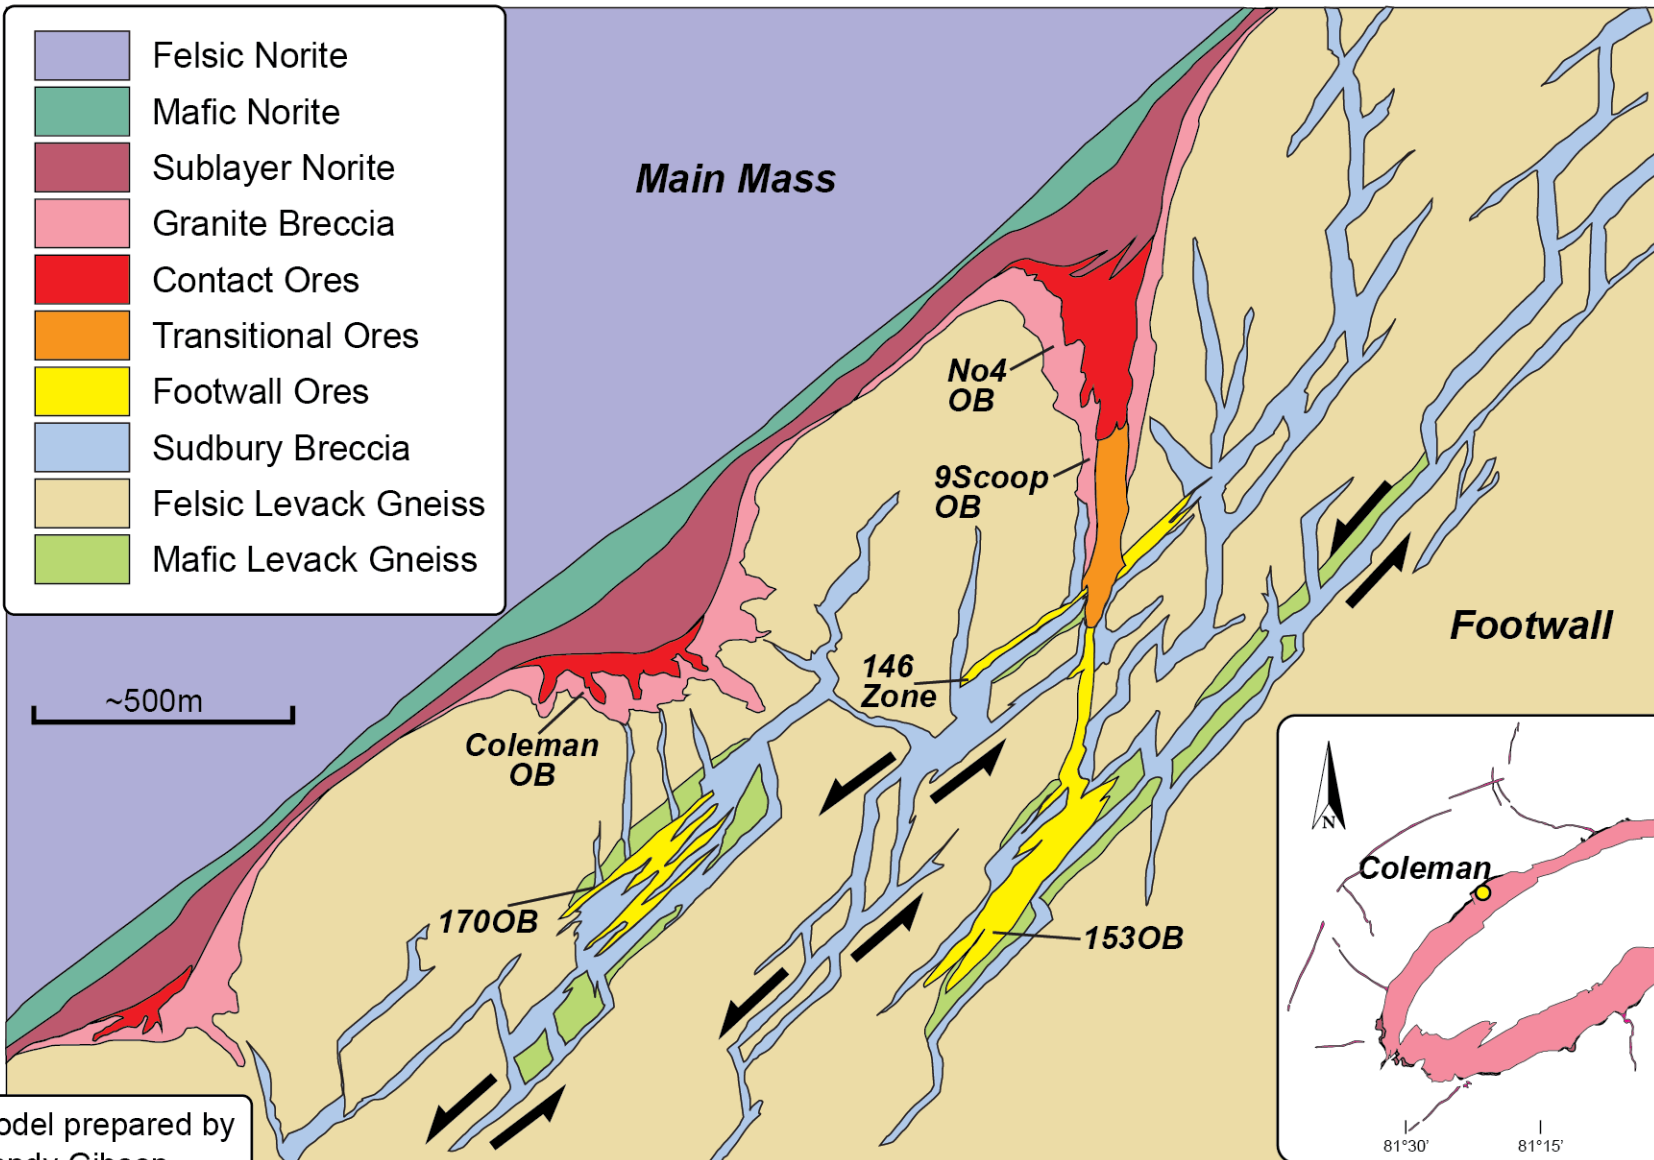 Felsic Norite
Mafic Norite
Sublayer Norite
Granite Breccia
Contact Ores
Transitional Ores
Footwall Ores
Sudbury Breccia
Felsic Levack Gneiss
Mafic Levack Gneiss
Main Mass
No4
OB
9Scoop
OB
Footwall
146
Zone
~500m
Coleman
OB
170OB
153OB
N
Coleman
81°30'
81°15'
prepared by